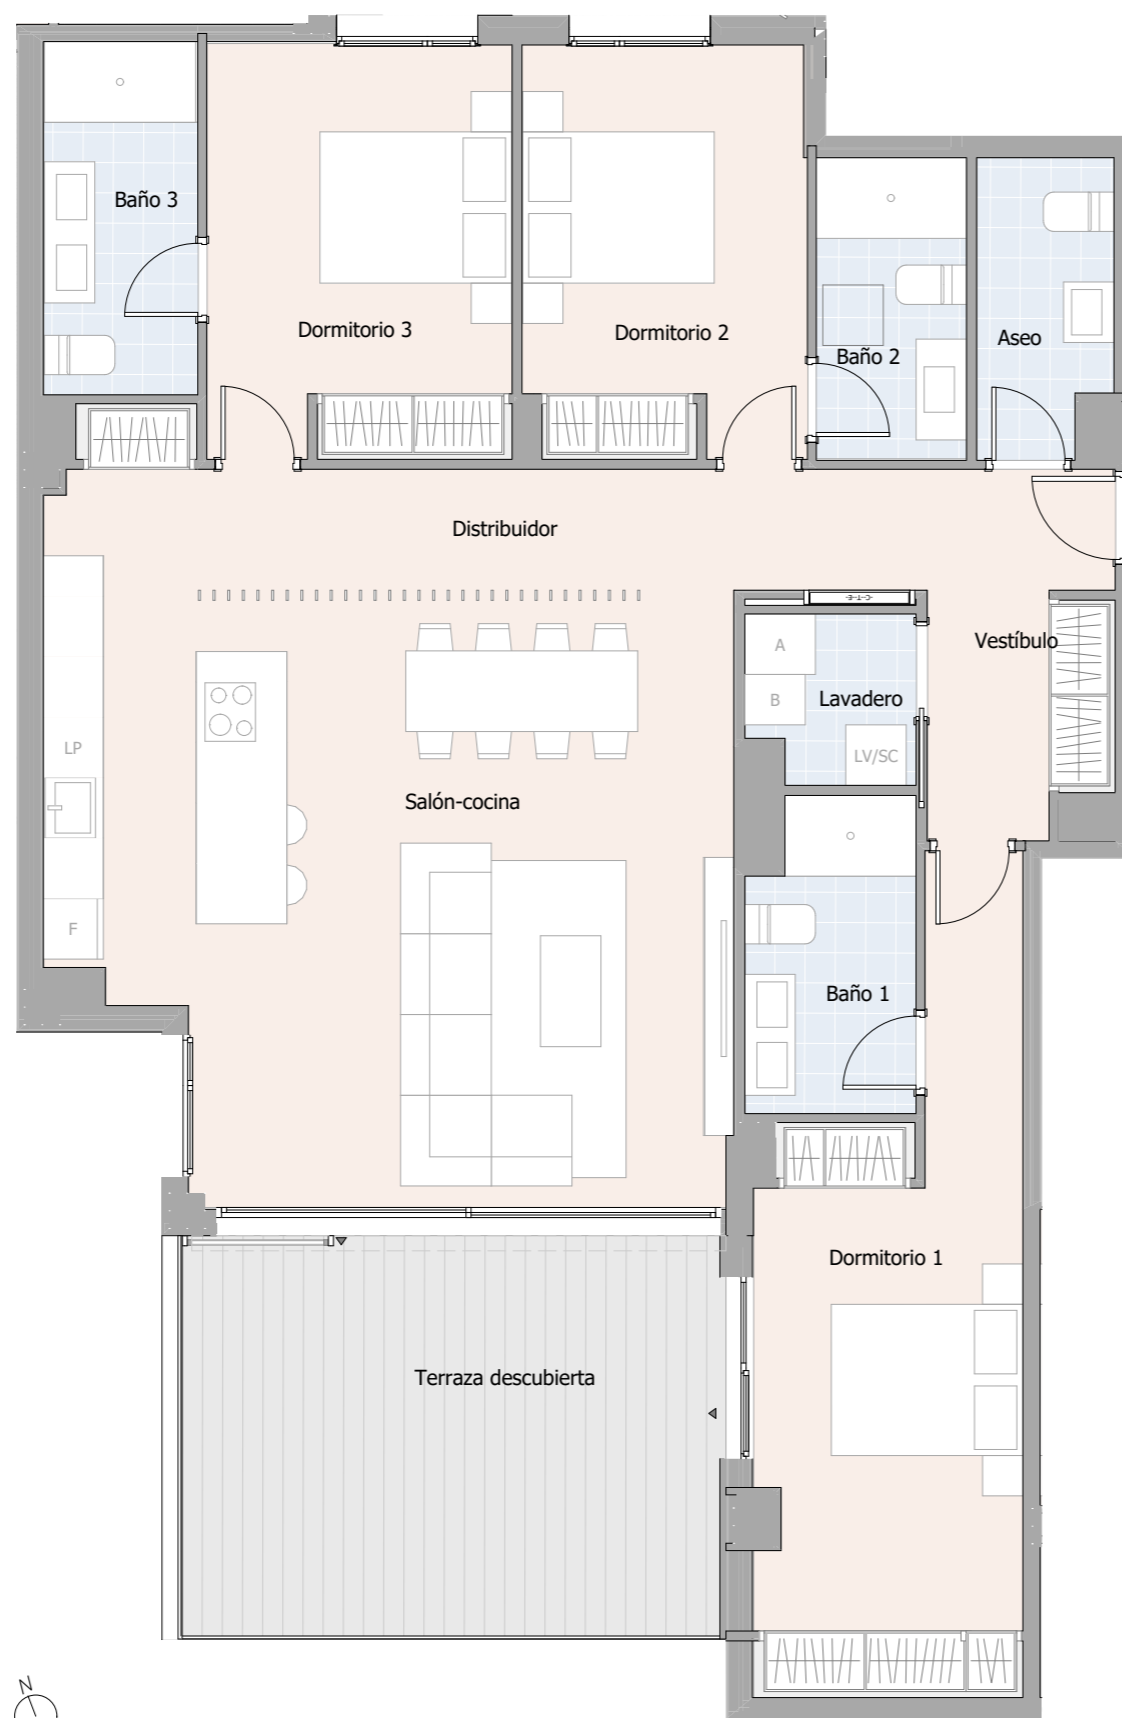 Baño 3
Dormitorio 3
Dormitorio 2
Baño 2
Aseo
Distribuidor
C-T-E
Vestíbulo
A
B
Lavadero
LV/SC
LP
Salón-cocina
F
Baño 1
Dormitorio 1
Terraza descubierta
N